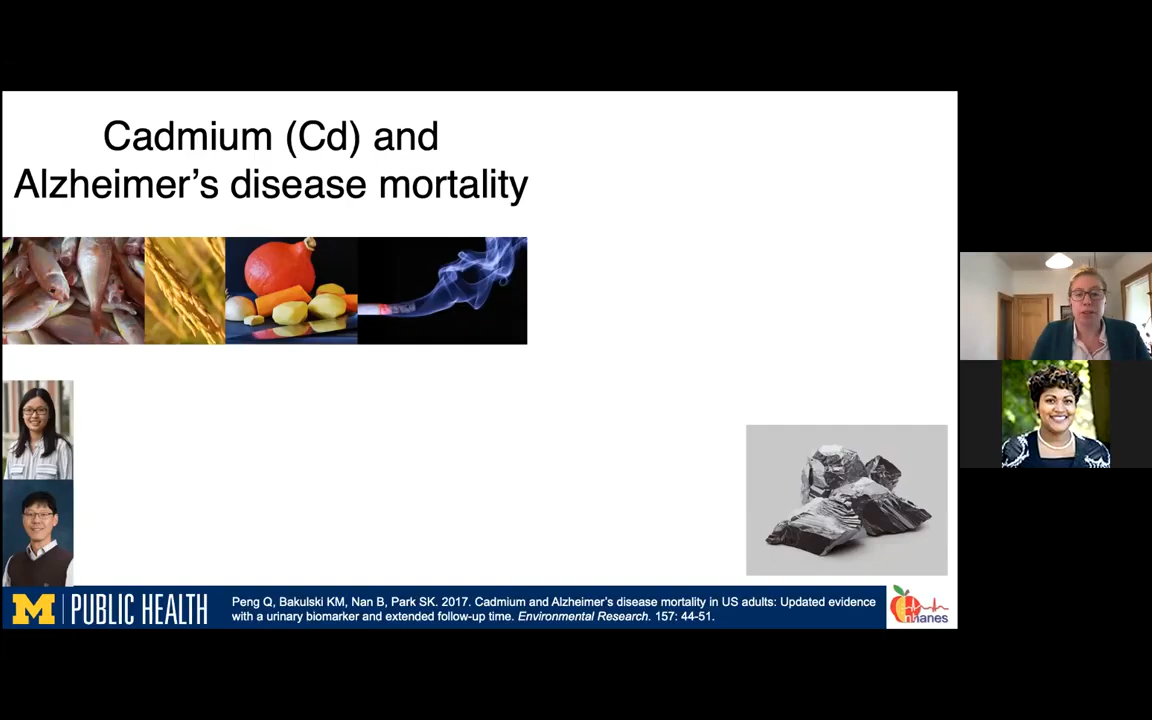 Cadmium (Cd) and
Alzheimer’s disease mortality
M PUBLIC HEALTH
Peng Q, Bakulski KM, Nan B, Park SK. 2017. Cadmium and Alzheimer’s disease mortality in US adults: Updated evidence
with a urinary biomarker and extended follow-up time. Environmental Research. 157: 44-51.
nhanes